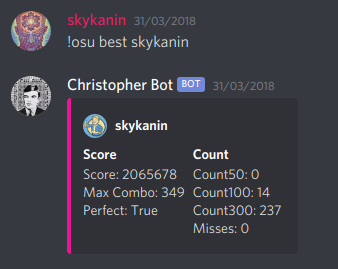 skykanin 31/03/2018
!osu best skykanin
Christopher Bot BOT 31/03/2018
skykanin
Score Count
Score: 2065678 Count50: 0
Max Combo: 349 Count100: 14
Perfect: True Count300: 237
Misses: 0